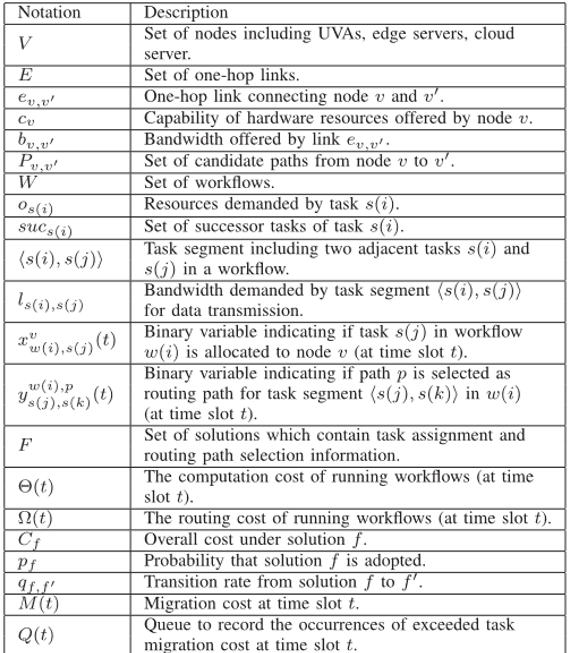 Notation Description
V Set of nodes including UVAs, edge servers, cloud
server.
E Set of one-hop links.
e_{v,v′} One-hop link connecting node v and v′.
c_v Capability of hardware resources offered by node v.
b_{v,v′} Bandwidth offered by link e_{v,v′}.
P_{v,v′} Set of candidate paths from node v to v′.
W Set of workflows.
o_{s(i)} Resources demanded by task s(i).
suc_{s(i)} Set of successor tasks of task s(i).
⟨s(i), s(j)⟩ Task segment including two adjacent tasks s(i) and
s(j) in a workflow.
l_{s(i),s(j)} Bandwidth demanded by task segment ⟨s(i), s(j)⟩
for data transmission.
x^v_{w(i),s(j)}(t) Binary variable indicating if task s(j) in workflow
w(i) is allocated to node v (at time slot t).
y^{w(i),p}_{s(j),s(k)}(t) Binary variable indicating if path p is selected as
routing path for task segment ⟨s(j), s(k)⟩ in w(i)
(at time slot t).
F Set of solutions which contain task assignment and
routing path selection information.
Θ(t) The computation cost of running workflows (at time
slot t).
Ω(t) The routing cost of running workflows (at time slot t).
C_f Overall cost under solution f.
p_f Probability that solution f is adopted.
q_{f,f′} Transition rate from solution f to f′.
M(t) Migration cost at time slot t.
Q(t) Queue to record the occurrences of exceeded task
migration cost at time slot t.